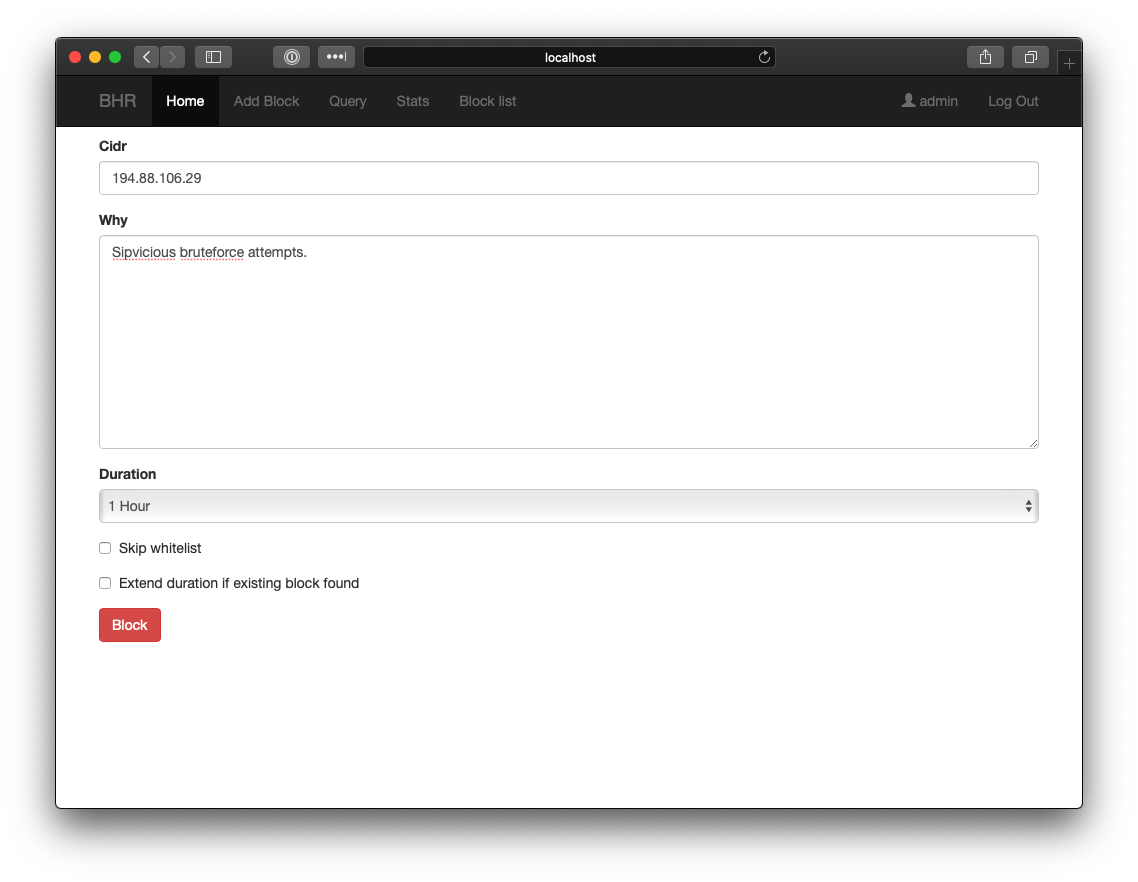 localhost
BHR Home Add Block Query Stats Block list admin Log Out
Cidr
194.88.106.29
Why
Sipvicious bruteforce attempts.
Duration
1 Hour
Skip whitelist
Extend duration if existing block found
Block